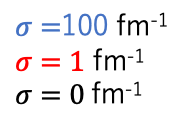 σ =100 fm⁻¹
σ = 1 fm⁻¹
σ = 0 fm⁻¹